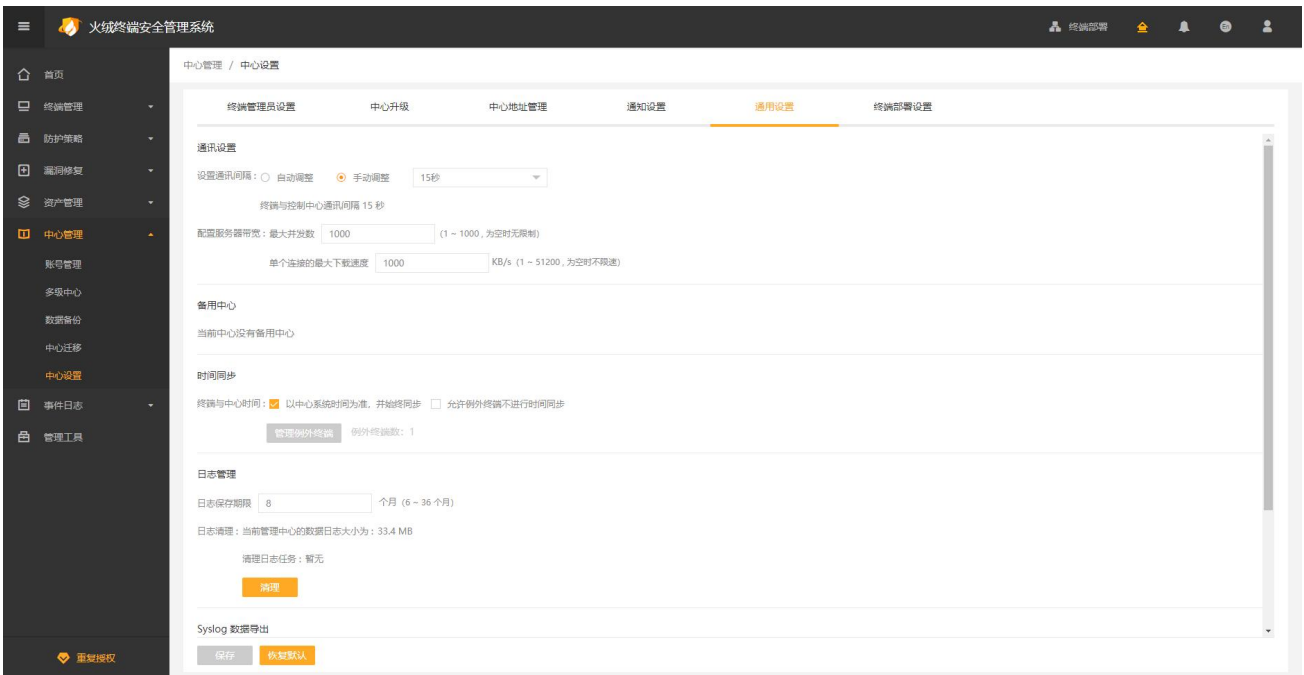 火绒终端安全管理系统
终端部署
首页
终端管理
防护策略
漏洞修复
资产管理
中心管理
账号管理
多级中心
数据备份
中心迁移
中心设置
事件日志
管理工具
重复授权
中心管理 / 中心设置
终端管理员设置 中心升级 中心地址管理 通知设置 通用设置 终端部署设置
通讯设置
设置通讯间隔: 自动调整 手动调整 15秒
终端与控制中心通讯间隔 15 秒
配置服务器带宽: 最大并发数 1000 (1 ~ 1000 , 为空时无限制)
单个连接的最大下载速度 1000 KB/s (1 ~ 51200 , 为空时不限速)
备用中心
当前中心没有备用中心
时间同步
终端与中心时间: 以中心系统时间为准, 并始终同步 允许例外终端不进行时间同步
管理例外终端 例外终端数: 1
日志管理
日志保存期限 8 个月 (6 ~ 36 个月)
日志清理: 当前管理中心的数据日志大小为: 33.4 MB
清理日志任务: 暂无
清理
Syslog 数据导出
保存 恢复默认